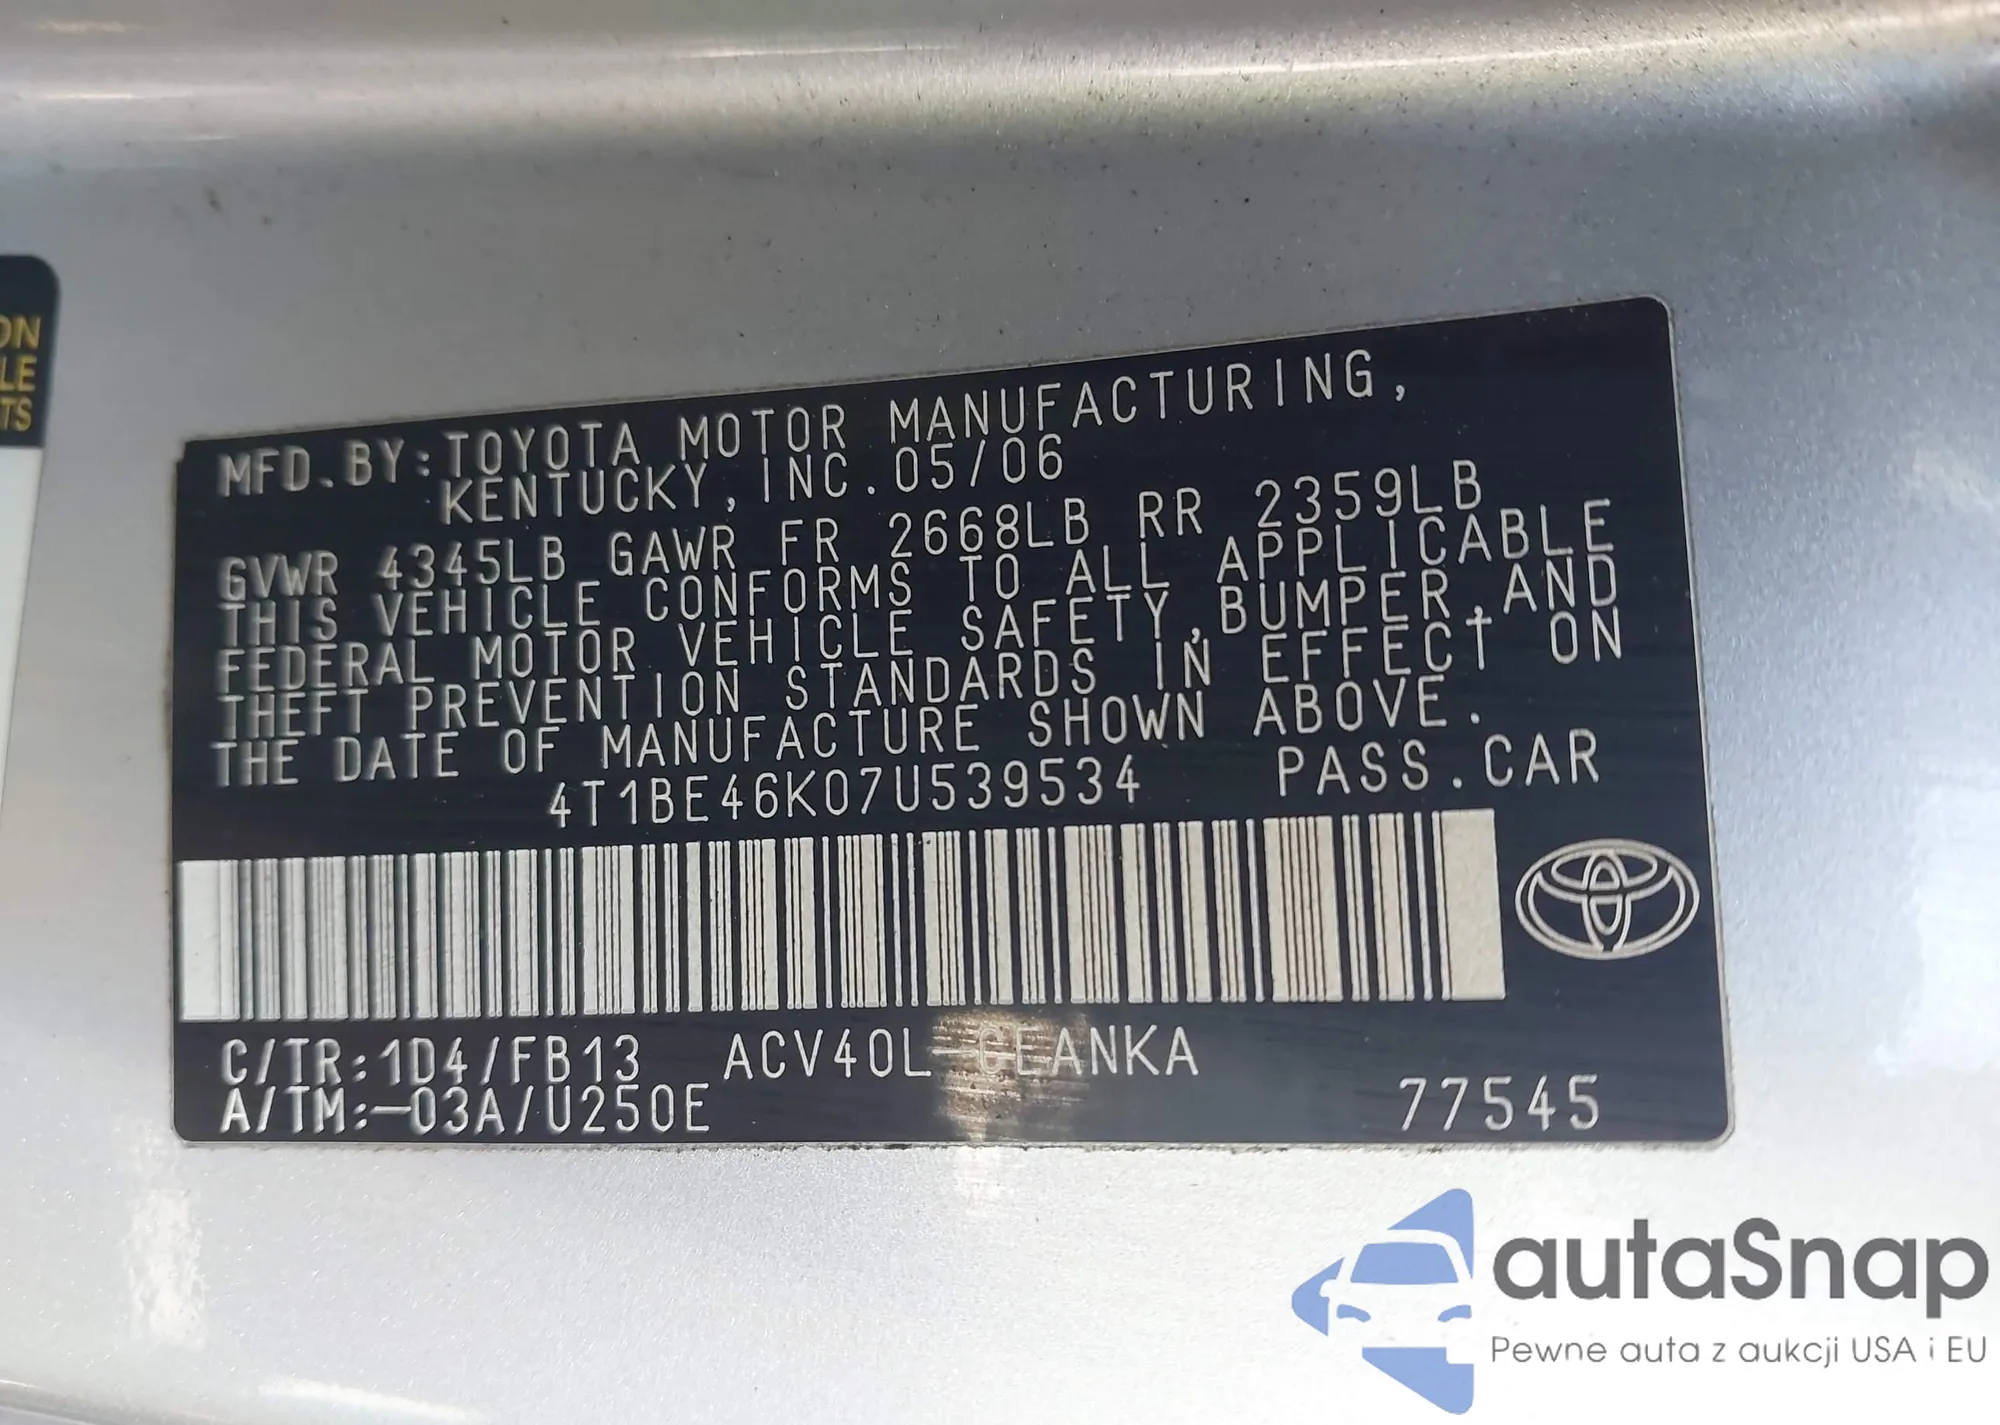 ON
LE
TS
MFD.BY:TOYOTA MOTOR MANUFACTURING,
KENTUCKY, INC. 05/06
GVWR 4345LB GAWR FR 2668LB RR 2359LB
THIS VEHICLE CONFORMS TO ALL APPLICABLE
FEDERAL MOTOR VEHICLE SAFETY,BUMPER,AND
THEFT PREVENTION STANDARDS IN EFFECT ON
THE DATE OF MANUFACTURE SHOWN ABOVE.
4T1BE46K07U539534 PASS.CAR
C/TR:1D4/FB13 ACV40L-CEANKA
A/TM:-03A/U250E 77545
autaSnap
Pewne auta z aukcji USA i EU